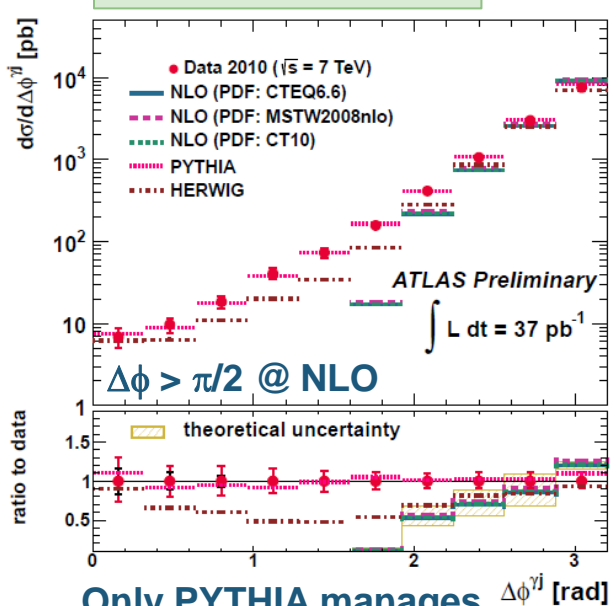 dσ/dΔϕ^γj [pb]
10^4
10^3
10^2
10
1
Data 2010 (√s = 7 TeV)
NLO (PDF: CTEQ6.6)
NLO (PDF: MSTW2008nlo)
NLO (PDF: CT10)
PYTHIA
HERWIG
ATLAS Preliminary
∫ L dt = 37 pb^-1
Δϕ > π/2 @ NLO
ratio to data
1.5
1
0.5
theoretical uncertainty
0 1 2 3
Δϕ^γj [rad]
Only PYTHIA manages